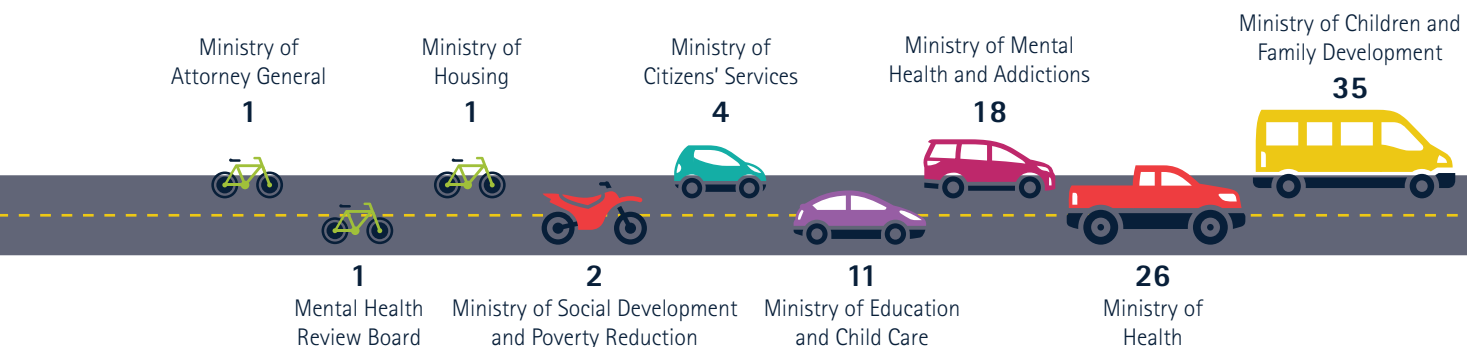 Ministry of
Attorney General
1
Ministry of
Housing
1
Ministry of
Citizens' Services
4
Ministry of Mental
Health and Addictions
18
Ministry of Children and
Family Development
35
1
Mental Health
Review Board
2
Ministry of Social Development
and Poverty Reduction
11
Ministry of Education
and Child Care
26
Ministry of
Health